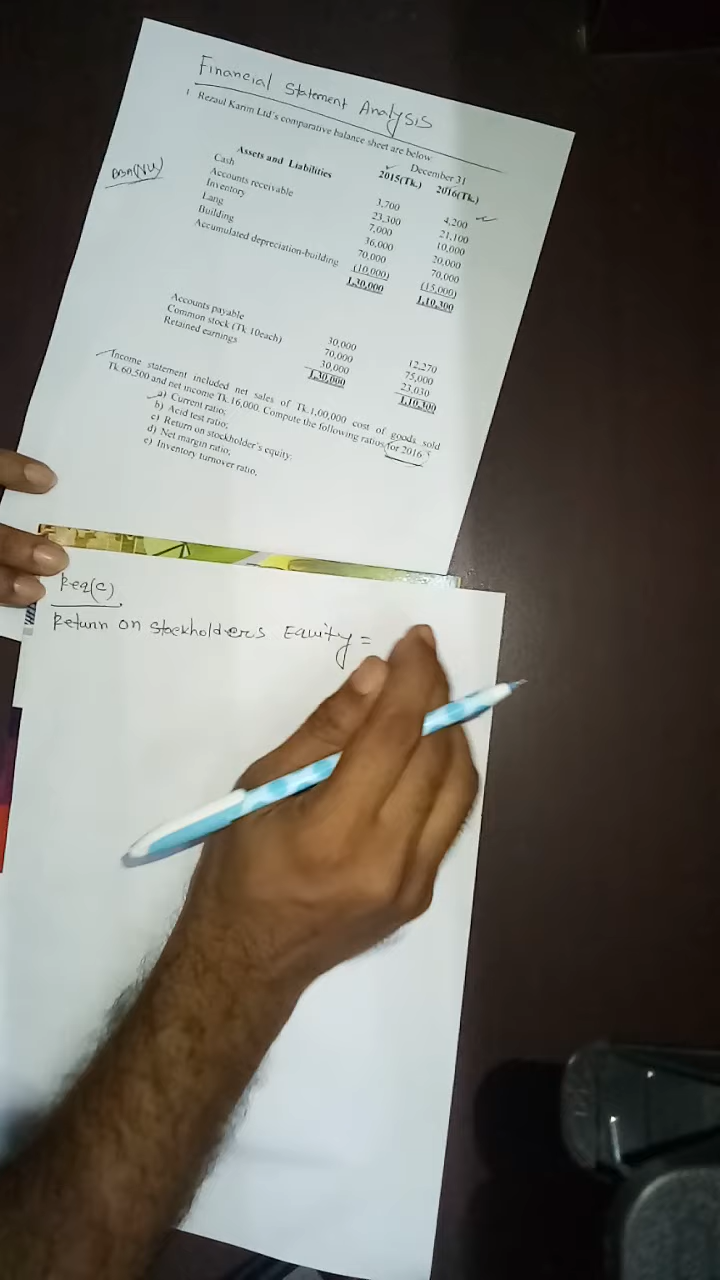 Financial Statement Analysis
1 Rezaul Karim Ltd's comparative balance sheet are below
BBA(NU)
Assets and Liabilities December 31
2015(Tk.) 2016(Tk.)
Cash 3,700 4,200
Accounts receivable 23,300 21,100
Inventory 7,000 10,000
Lang 36,000 20,000
Building 70,000 70,000
Accumulated depreciation-building (10,000) (15,000)
1,30,000 1,10,300
Accounts payable 30,000 12,270
Common stock (Tk 10each) 70,000 75,000
Retained earnings 30,000 23,030
1,30,000 1,10,300
Income statement included net sales of Tk.1,00,000 cost of goods sold
Tk.60,500 and net income Tk 16,000. Compute the following ratios for 2016
a) Current ratio;
b) Acid test ratio;
c) Return on stockholder's equity;
d) Net margin ratio;
e) Inventory turnover ratio.
Req(c)
Return on Stockholders Equity =